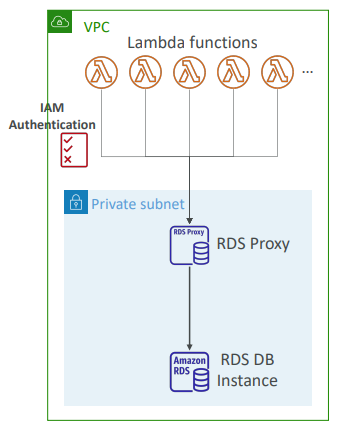 VPC
Lambda functions
...
IAM
Authentication
Private subnet
RDS Proxy
RDS Proxy
Amazon
RDS
RDS DB
Instance